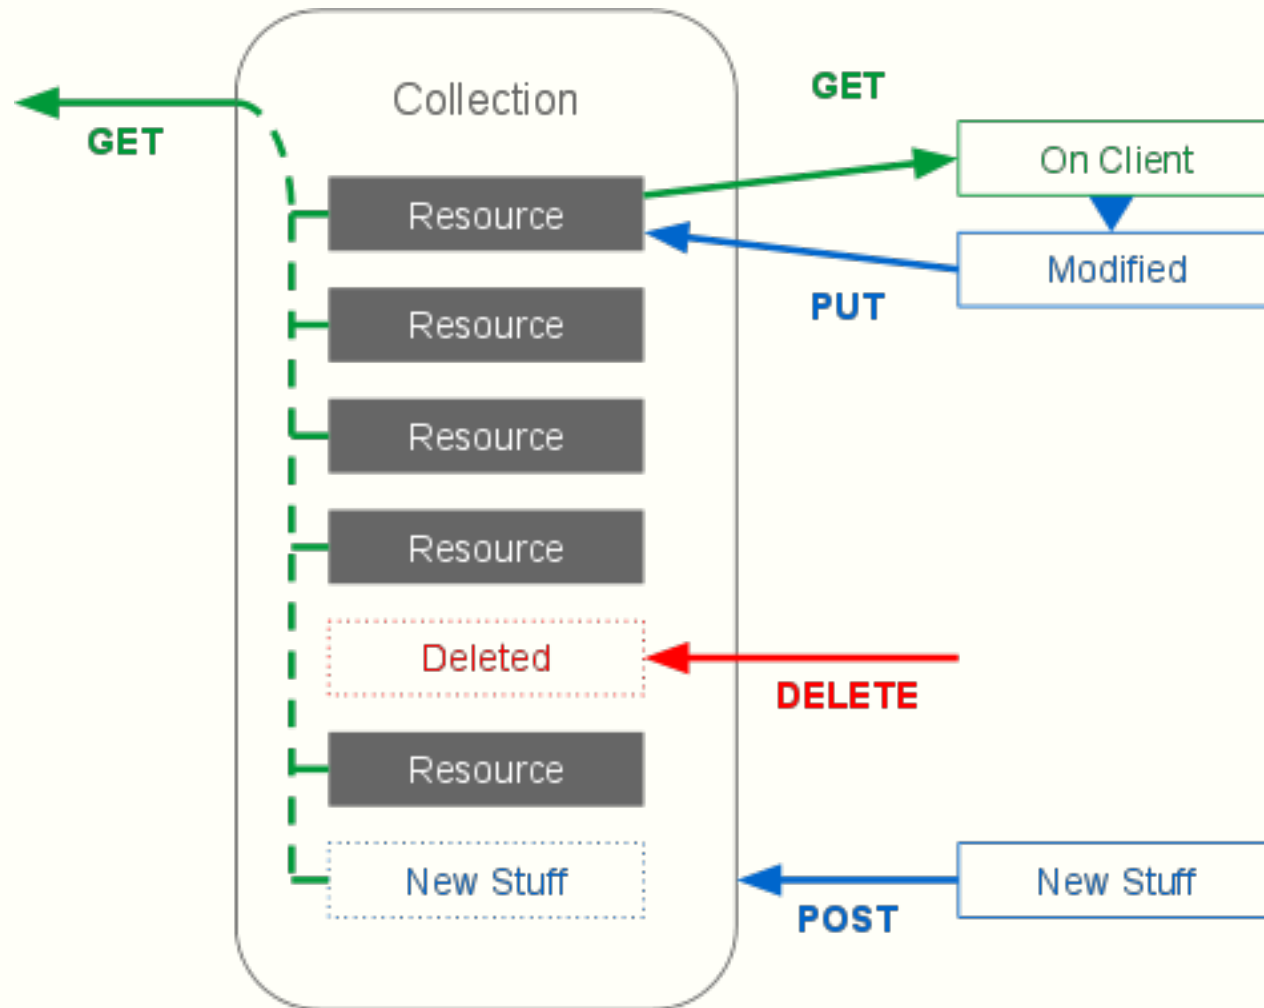 Collection
GET
GET
On Client
Resource
Modified
PUT
Resource
Resource
Resource
Deleted
DELETE
Resource
New Stuff
New Stuff
POST